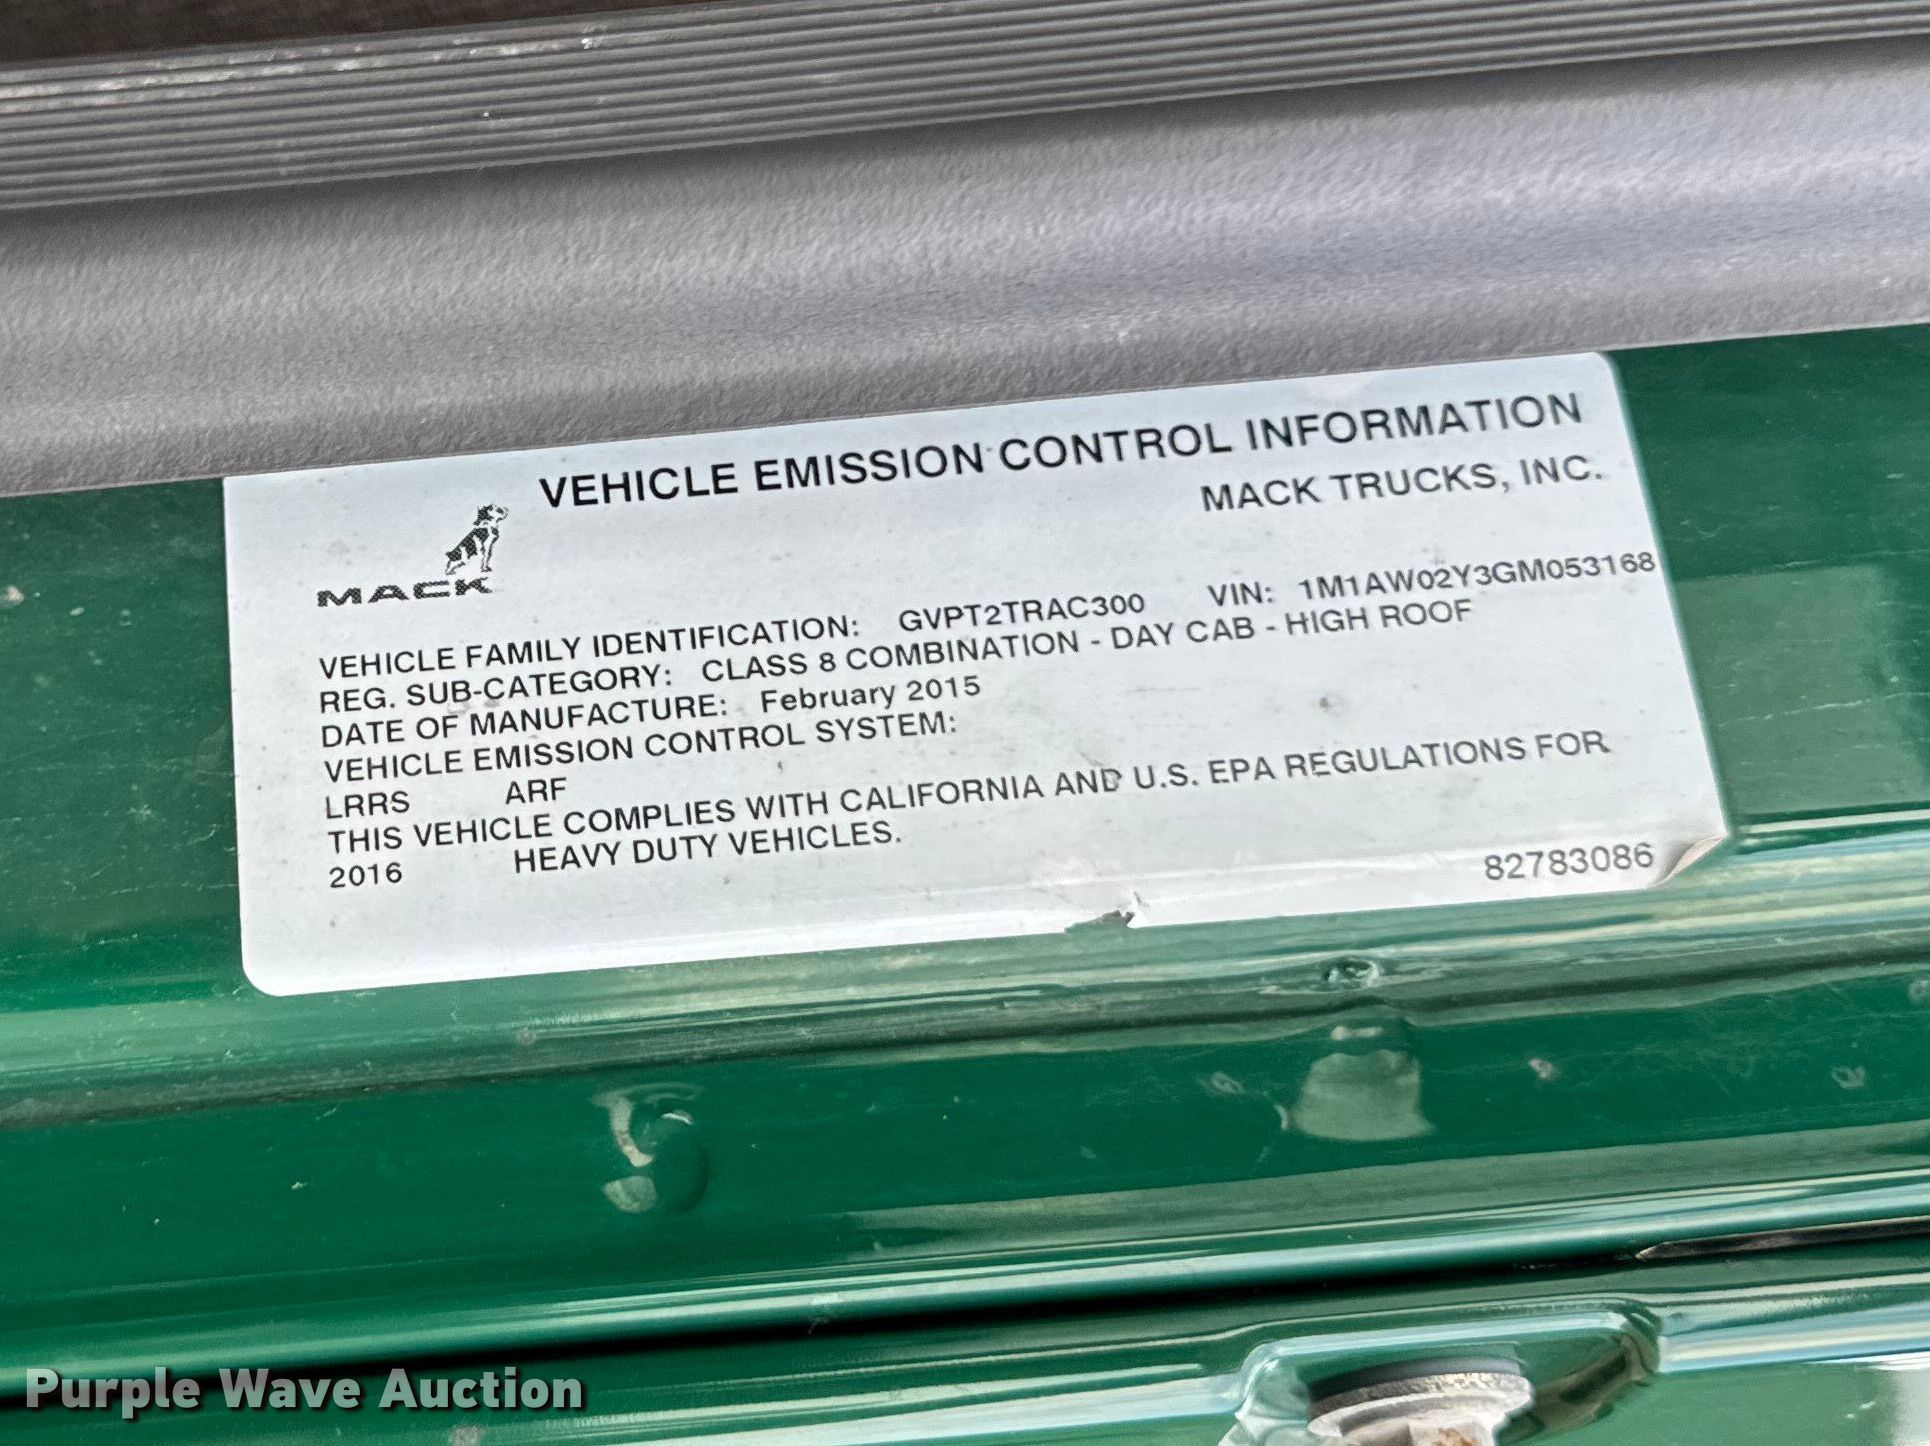 VEHICLE EMISSION CONTROL INFORMATION
MACK TRUCKS, INC.
MACK
VEHICLE FAMILY IDENTIFICATION: GVPT2TRAC300 VIN: 1M1AW02Y3GM053168
REG. SUB-CATEGORY: CLASS 8 COMBINATION - DAY CAB - HIGH ROOF
DATE OF MANUFACTURE: February 2015
VEHICLE EMISSION CONTROL SYSTEM:
LRRS ARF
THIS VEHICLE COMPLIES WITH CALIFORNIA AND U.S. EPA REGULATIONS FOR
2016 HEAVY DUTY VEHICLES.
82783086
Purple Wave Auction